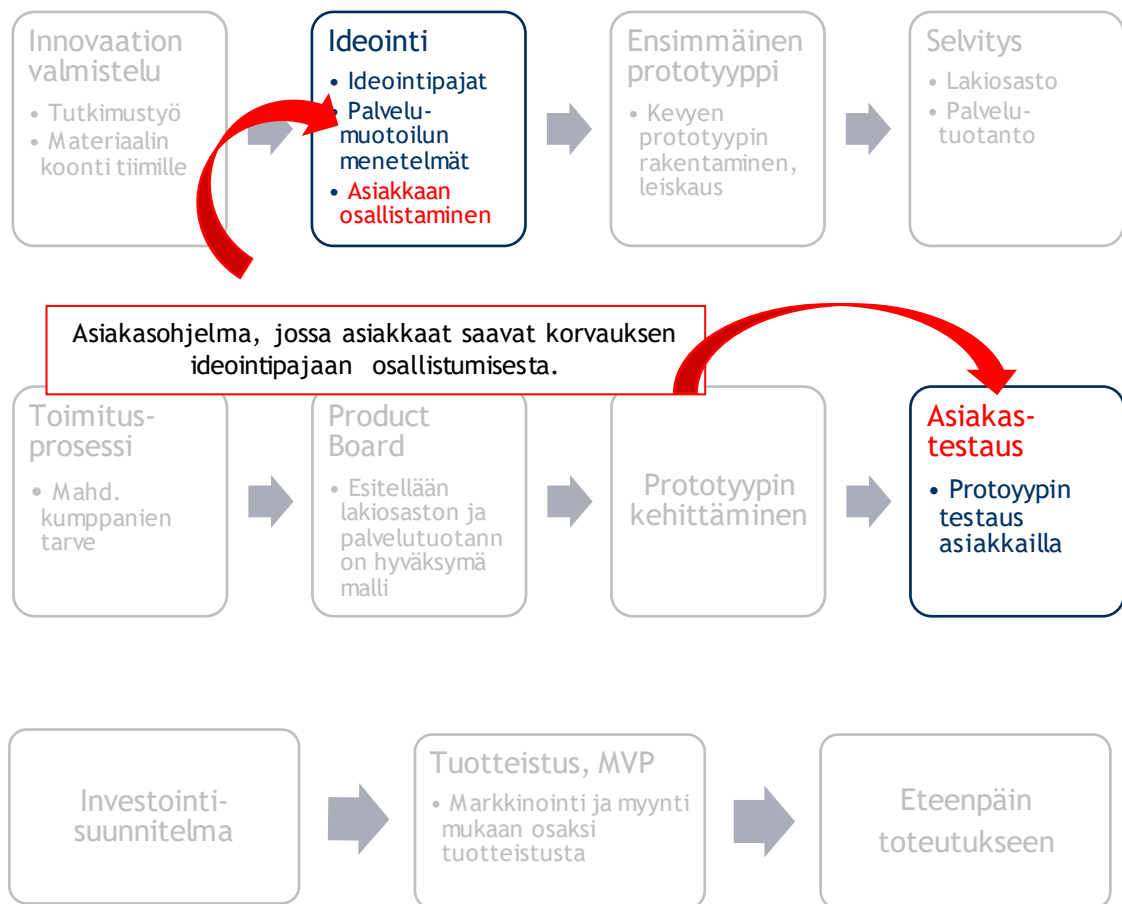 Innovaation
valmistelu
• Tutkimustyö
• Materiaalin
koonti tiimille
Ideointi
• Ideointipajat
• Palvelu-
muotoilun
menetelmät
• Asiakkaan
osallistaminen
Ensimmäinen
prototyyppi
• Kevyen
prototyypin
rakentaminen,
leiskaus
Selvitys
• Lakiosasto
• Palvelu-
tuotanto
Asiakasohjelma, jossa asiakkaat saavat korvauksen
ideointipajaan osallistumisesta.
Toimitus-
prosessi
• Mahd.
kumppanien
tarve
Product
Board
• Esitellään
lakiosaston ja
palvelutuotann
on hyväksymä
malli
Prototyypin
kehittäminen
Asiakas-
testaus
• Protoyypin
testaus
asiakkailla
Investointi-
suunnitelma
Tuotteistus, MVP
• Markkinointi ja myynti
mukaan osaksi
tuotteistusta
Eteenpäin
toteutukseen